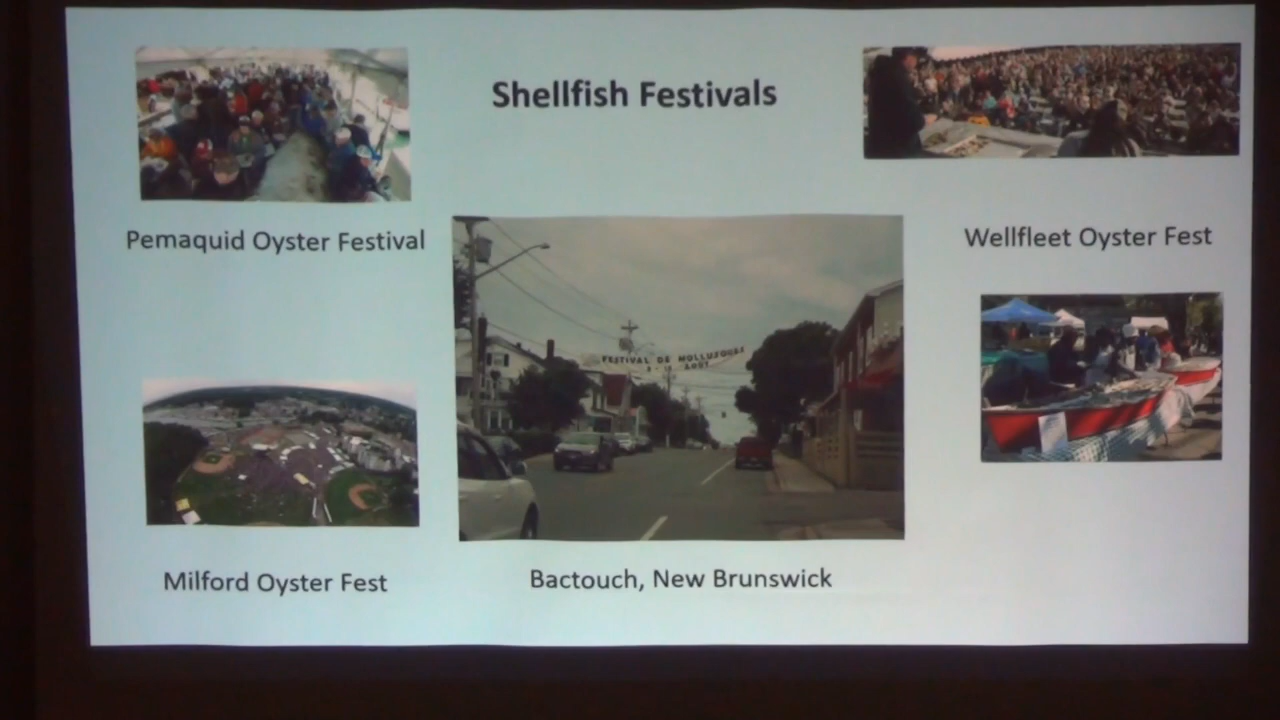 Shellfish Festivals
Pemaquid Oyster Festival
Wellfleet Oyster Fest
FESTIVAL DE MOLLUSQUES
Milford Oyster Fest
Bactouch, New Brunswick